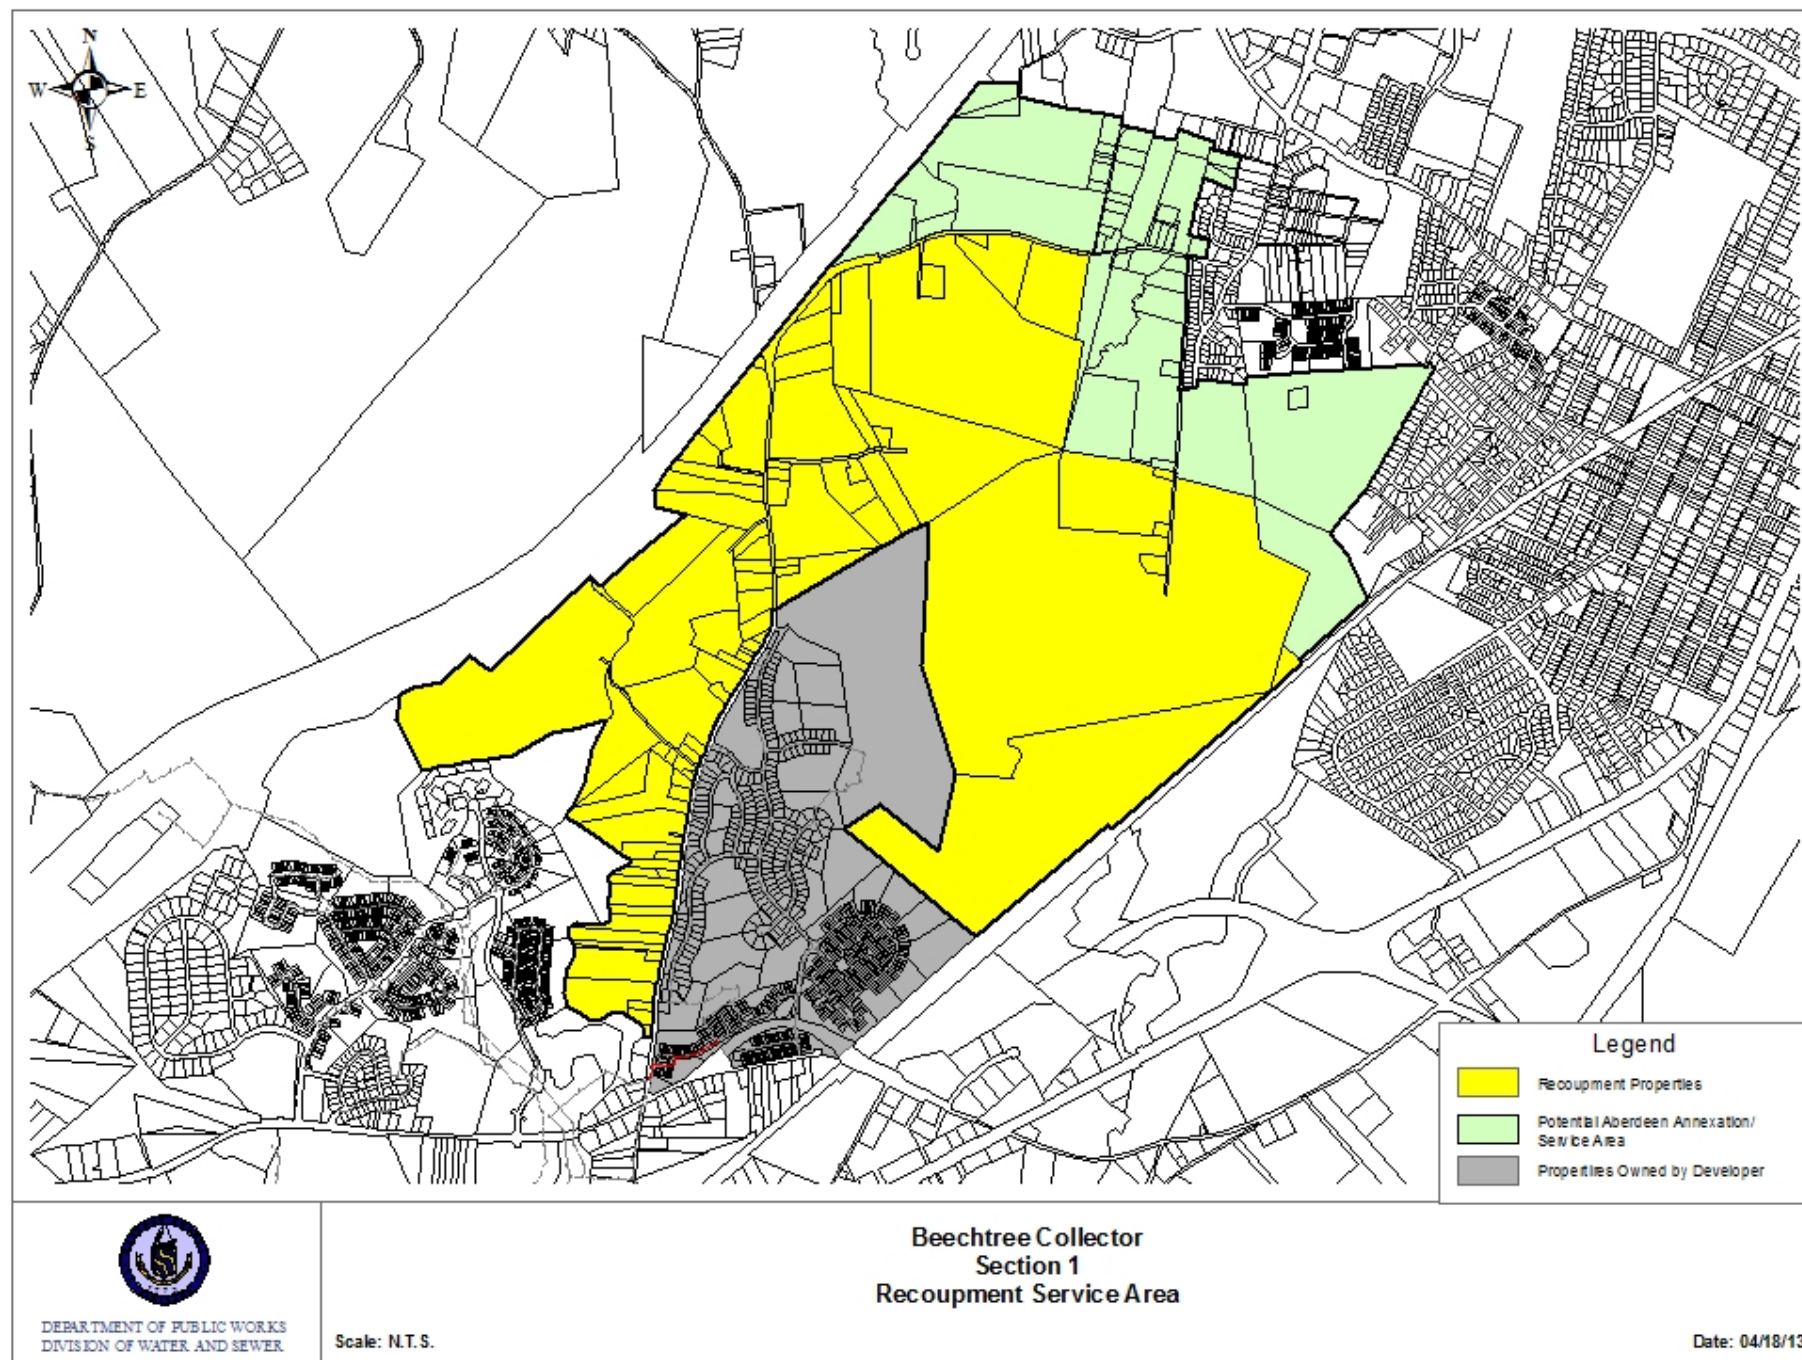 N
W
E
S
Legend
Recoupment Properties
Potential Aberdeen Annexation/
Service Area
Propertires Owned by Developer
Beechtree Collector
Section 1
Recoupment Service Area
DEPARTMENT OF PUBLIC WORKS
DIVISION OF WATER AND SEWER
Scale: N.T.S.
Date: 04/18/13